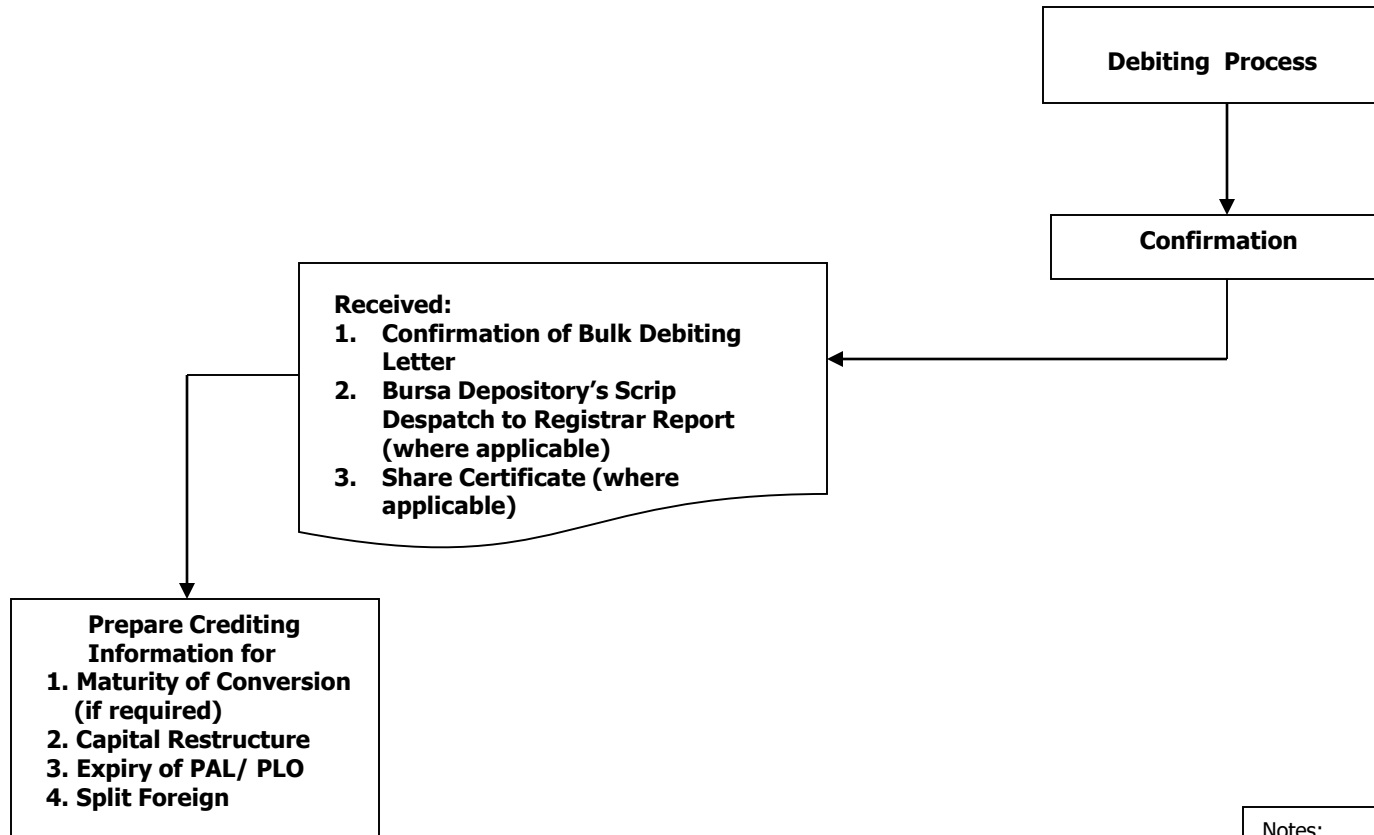 Debiting Process
Confirmation
Received:
1. Confirmation of Bulk Debiting
Letter
2. Bursa Depository’s Scrip
Despatch to Registrar Report
(where applicable)
3. Share Certificate (where
applicable)
Prepare Crediting
Information for
1. Maturity of Conversion
(if required)
2. Capital Restructure
3. Expiry of PAL/ PLO
4. Split Foreign
Notes: